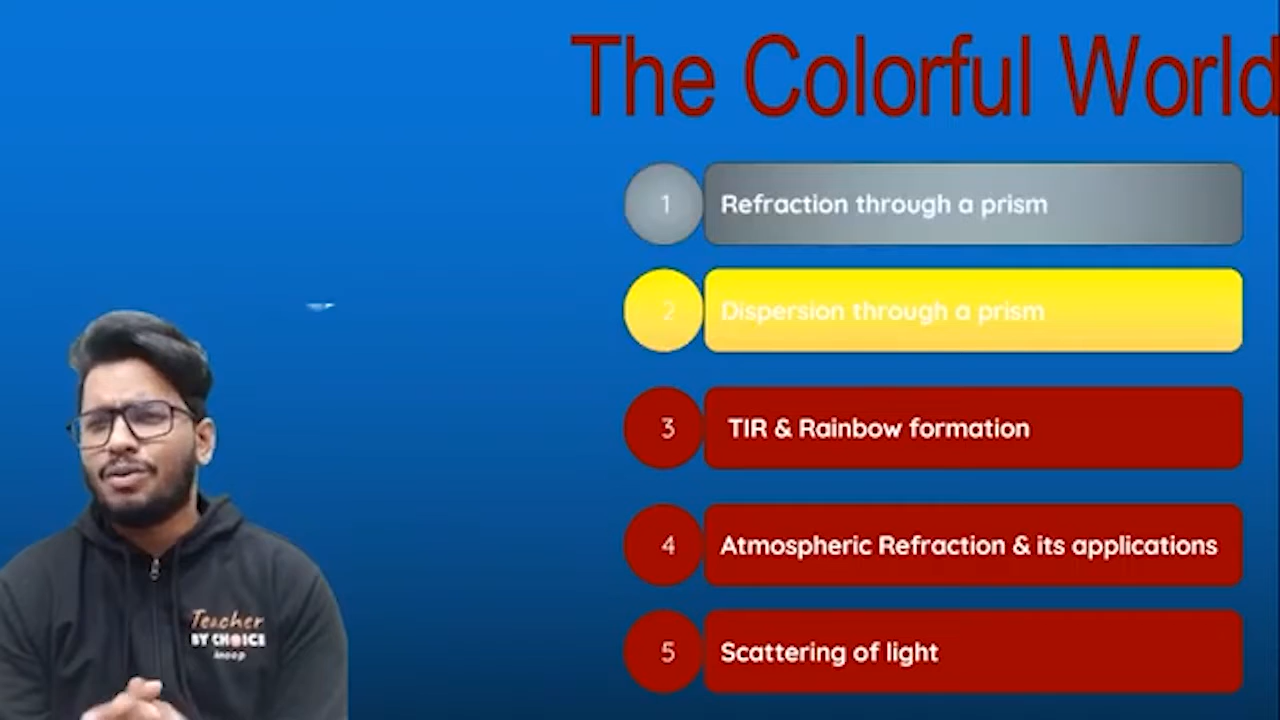 The Colorful World
1
Refraction through a prism
2
Dispersion through a prism
3
TIR & Rainbow formation
4
Atmospheric Refraction & its applications
5
Scattering of light
Teacher
BY CHOICE